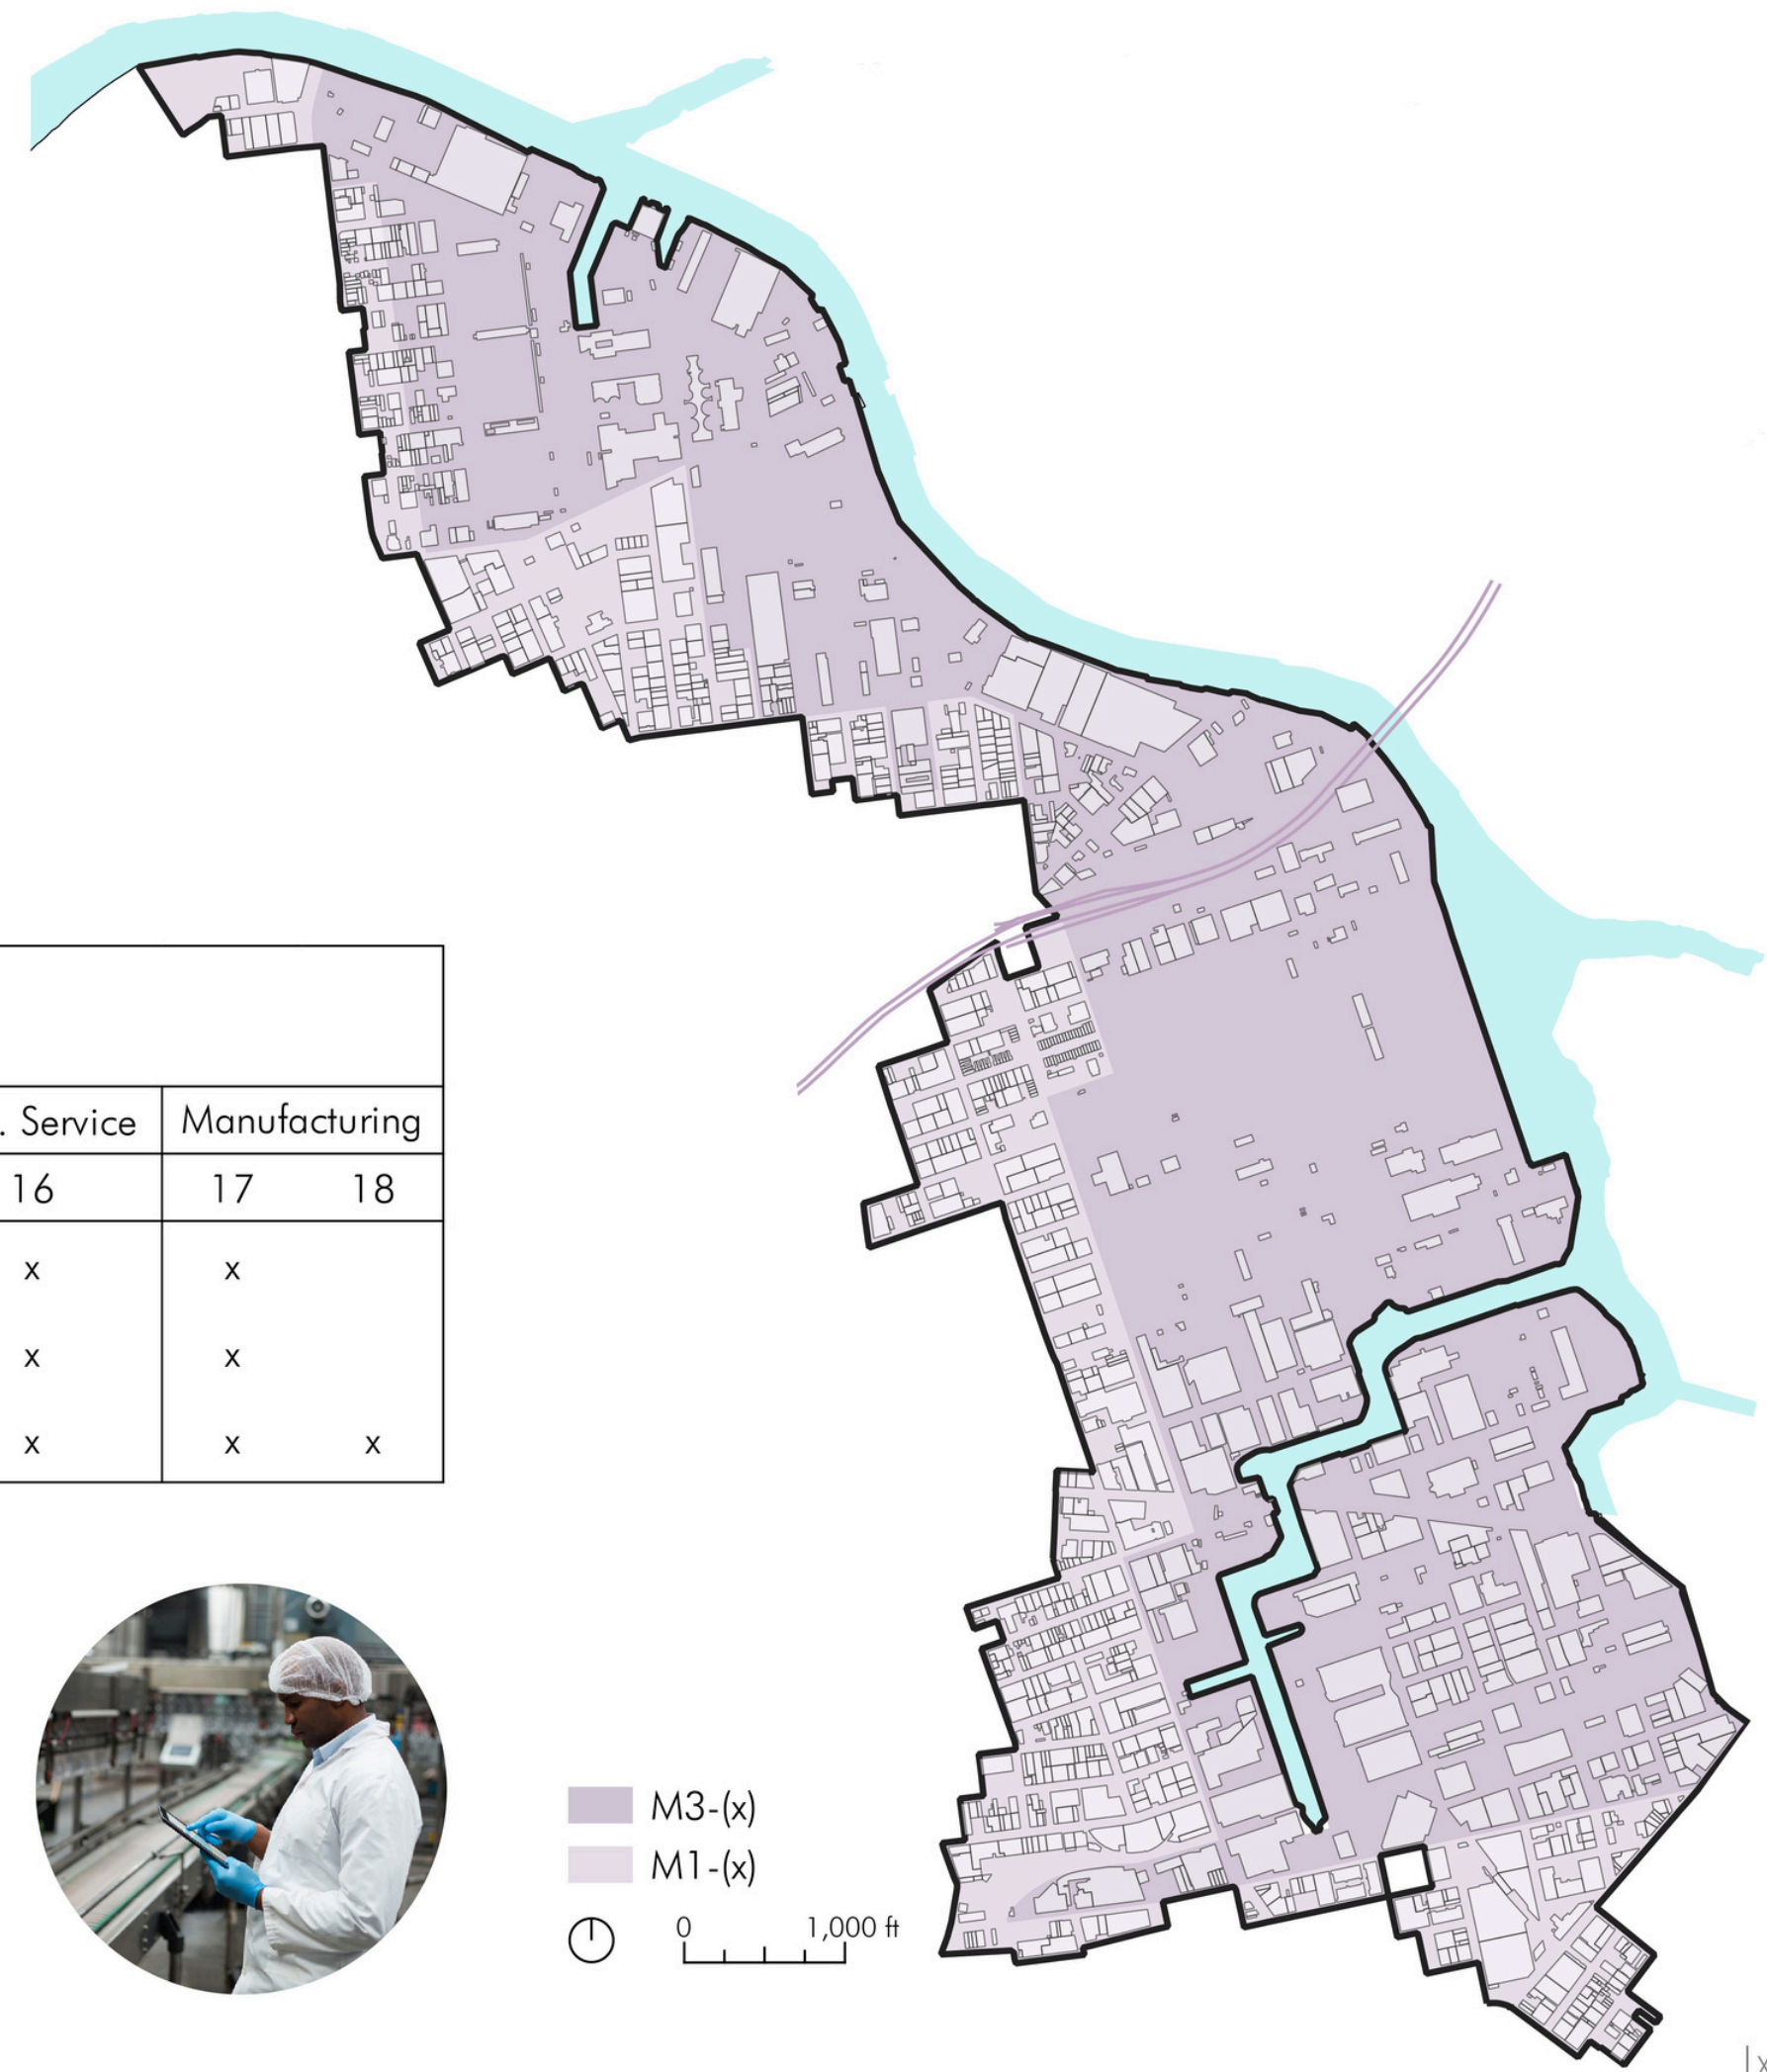 . Service Manufacturing
16 17 18
x x
x x
x x x
M3-(x)
M1-(x)
0 1,000 ft